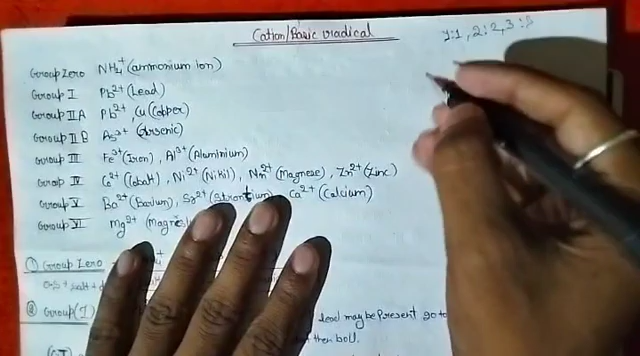 Cation/Basic radical
1:1, 2:2, 3:
Group Zero NH4+ (ammonium Ion)
Group I Pb2+ (Lead)
Group II A Pb2+, Cu (Copper)
Group II B As3+ (Arsenic)
Group III Fe3+ (Iron), Al3+ (Aluminium)
Group IV Co2+ (Cobalt), Ni2+ (Nikil), Mn2+ (Magnese), Zn2+ (Zinc)
Group V Ba2+ (Barium), Sr2+ (Strontium) Ca2+ (Calcium)
Group VI Mg2+
① Group Zero
O.S + Salt +
② Group (I) lead may be Present go to
then boil.